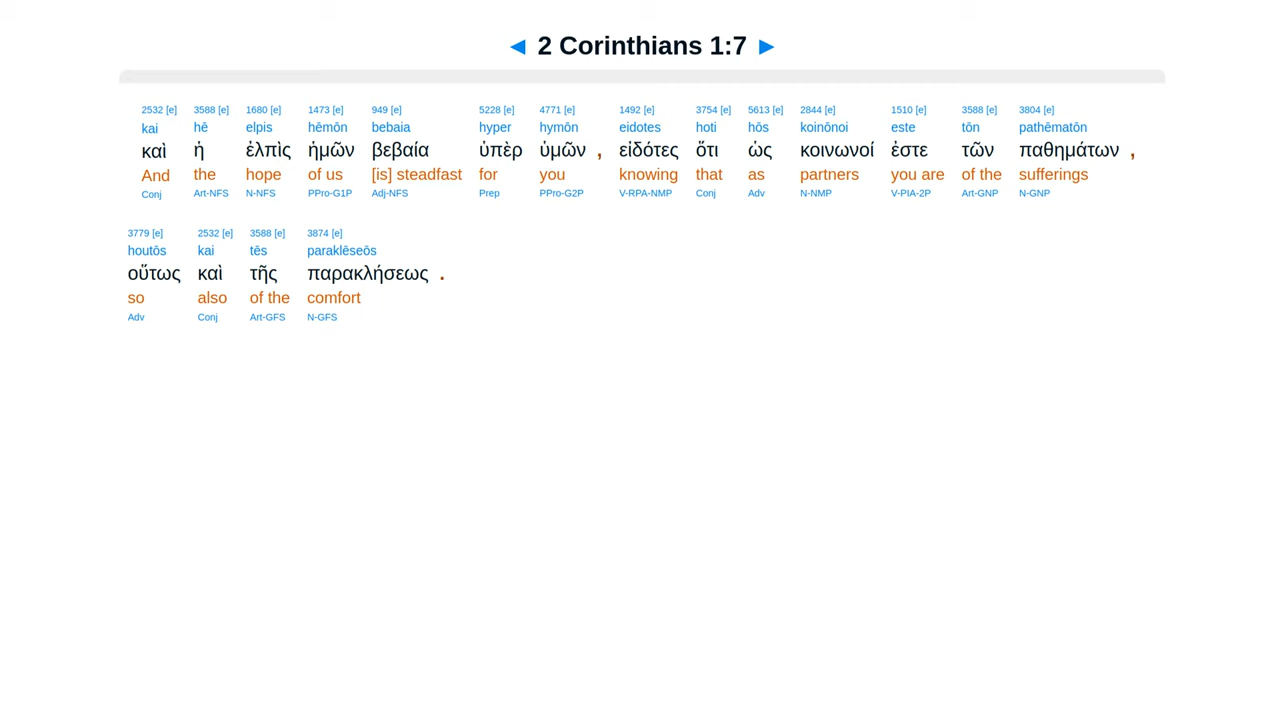 ◄ 2 Corinthians 1:7 ►
2532 [e] 3588 [e] 1680 [e] 1473 [e] 949 [e] 5228 [e] 4771 [e] 1492 [e] 3754 [e] 5613 [e] 2844 [e] 1510 [e] 3588 [e] 3804 [e]
kai hē elpis hēmōn bebaia hyper hymōn eidotes hoti hōs koinōnoi este tōn pathēmatōn
καὶ ἡ ἐλπὶς ἡμῶν βεβαία ὑπὲρ ὑμῶν , εἰδότες ὅτι ὡς κοινωνοί ἐστε τῶν παθημάτων ,
And the hope of us [is] steadfast for you knowing that as partners you are of the sufferings
Conj Art-NFS N-NFS PPro-G1P Adj-NFS Prep PPro-G2P V-RPA-NMP Conj Adv N-NMP V-PIA-2P Art-GNP N-GNP
3779 [e] 2532 [e] 3588 [e] 3874 [e]
houtōs kai tēs paraklēseōs
οὕτως καὶ τῆς παρακλήσεως .
so also of the comfort
Adv Conj Art-GFS N-GFS